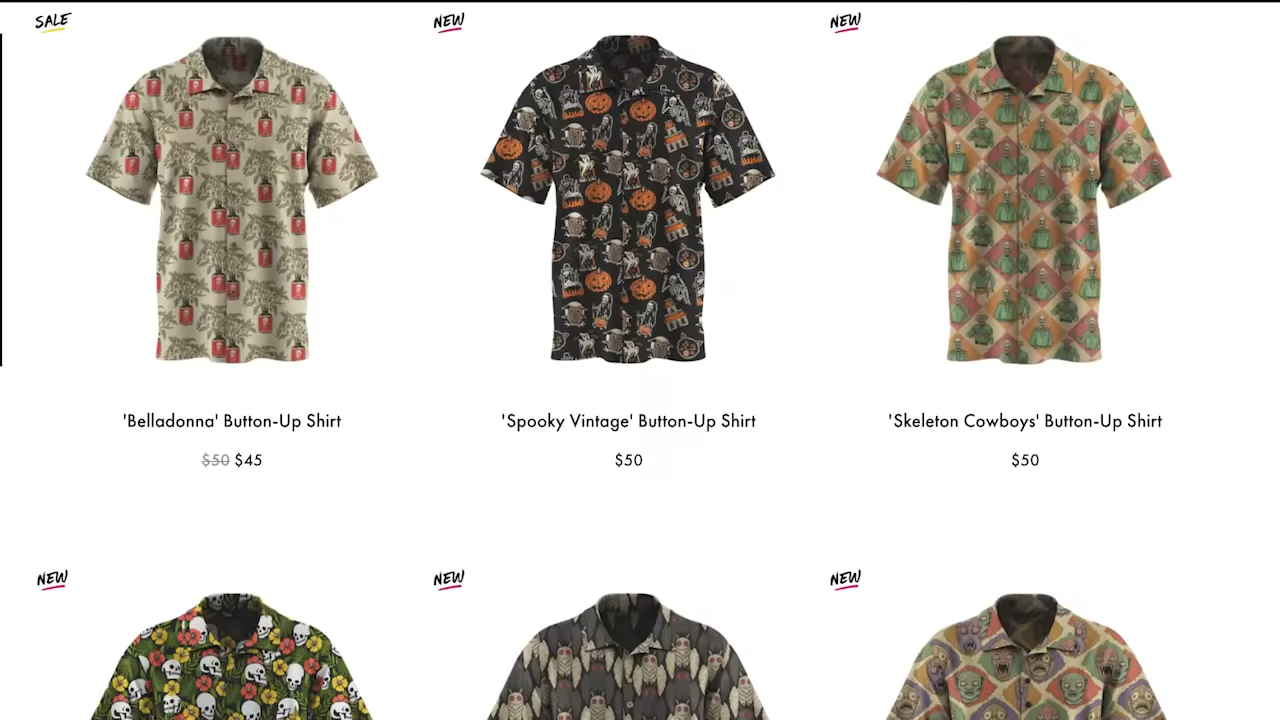 SALE
NEW
NEW
'Belladonna' Button-Up Shirt
'Spooky Vintage' Button-Up Shirt
'Skeleton Cowboys' Button-Up Shirt
$50 $45
$50
$50
NEW
NEW
NEW